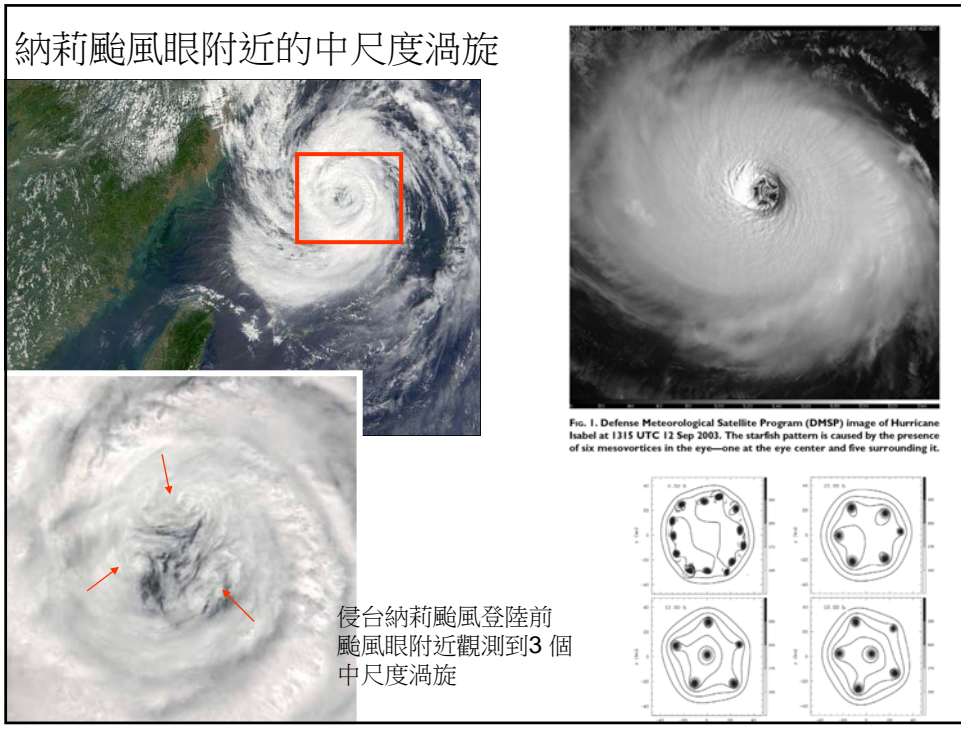 納莉颱風眼附近的中尺度渦旋
FIG. 1. Defense Meteorological Satellite Program (DMSP) image of Hurricane
Isabel at 1315 UTC 12 Sep 2003. The starfish pattern is caused by the presence
of six mesovortices in the eye—one at the eye center and five surrounding it.
侵台納莉颱風登陸前
颱風眼附近觀測到3 個
中尺度渦旋